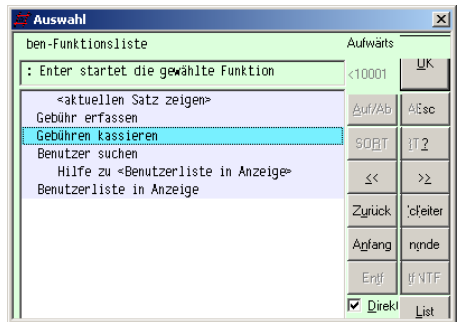 Auswahl
ben-Funktionsliste
: Enter startet die gewählte Funktion
<aktuellen Satz zeigen>
Gebühr erfassen
Gebühren kassieren
Benutzer suchen
Hilfe zu <Benutzerliste in Anzeige>
Benutzerliste in Anzeige
Aufwärts
<10001
Auf/Ab
SORT ?
<< >>
Zurück
Anfang
Entf
Direkt List